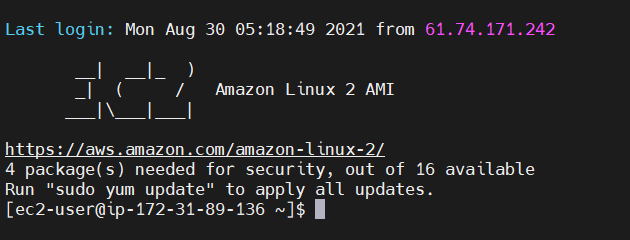 Last login: Mon Aug 30 05:18:49 2021 from 61.74.171.242
       __|  __|_  )
       _|  (     /   Amazon Linux 2 AMI
      ___|\___|___|
https://aws.amazon.com/amazon-linux-2/
4 package(s) needed for security, out of 16 available
Run "sudo yum update" to apply all updates.
[ec2-user@ip-172-31-89-136 ~]$